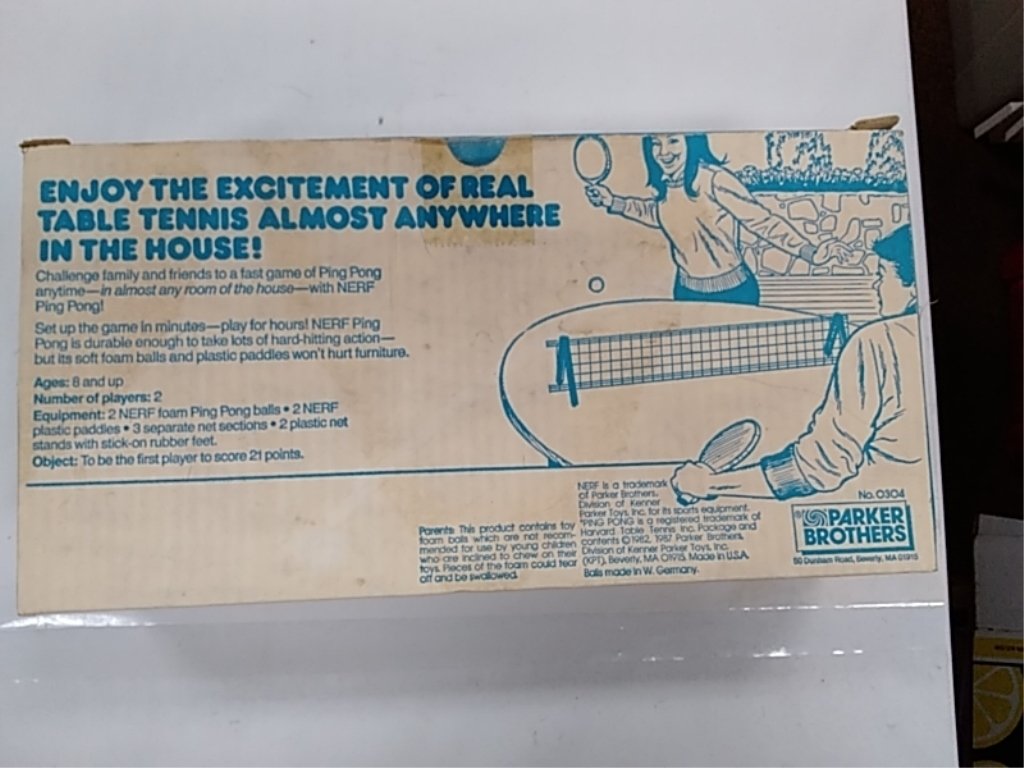 ENJOY THE EXCITEMENT OF REAL
TABLE TENNIS ALMOST ANYWHERE
IN THE HOUSE!
Challenge family and friends to a fast game of Ping Pong
anytime—in almost any room of the house—with NERF
Ping Pong!
Set up the game in minutes—play for hours! NERF Ping
Pong is durable enough to take lots of hard-hitting action—
but its soft foam balls and plastic paddles won't hurt furniture.
Ages: 8 and up
Number of players: 2
Equipment: 2 NERF foam Ping Pong balls • 2 NERF
plastic paddles • 3 separate net sections • 2 plastic net
stands with stick-on rubber feet.
Object: To be the first player to score 21 points.
Parents: This product contains toy
foam balls which are not recom-
mended for use by young children
who are inclined to chew on their
toys. Pieces of the foam could tear
off and be swallowed.
NERF is a trademark
of Parker Brothers,
Division of Kenner
Parker Toys, Inc. for its sports equipment.
"PING PONG is a registered trademark of
Harvard Table Tennis Inc. Package and
contents © 1982, 1987 Parker Brothers,
Division of Kenner Parker Toys, Inc.
(KPT), Beverly, MA 01915. Made in U.S.A.
Balls made in W. Germany.
No. 0304
PARKER
BROTHERS
50 Dunham Road, Beverly, MA 01915